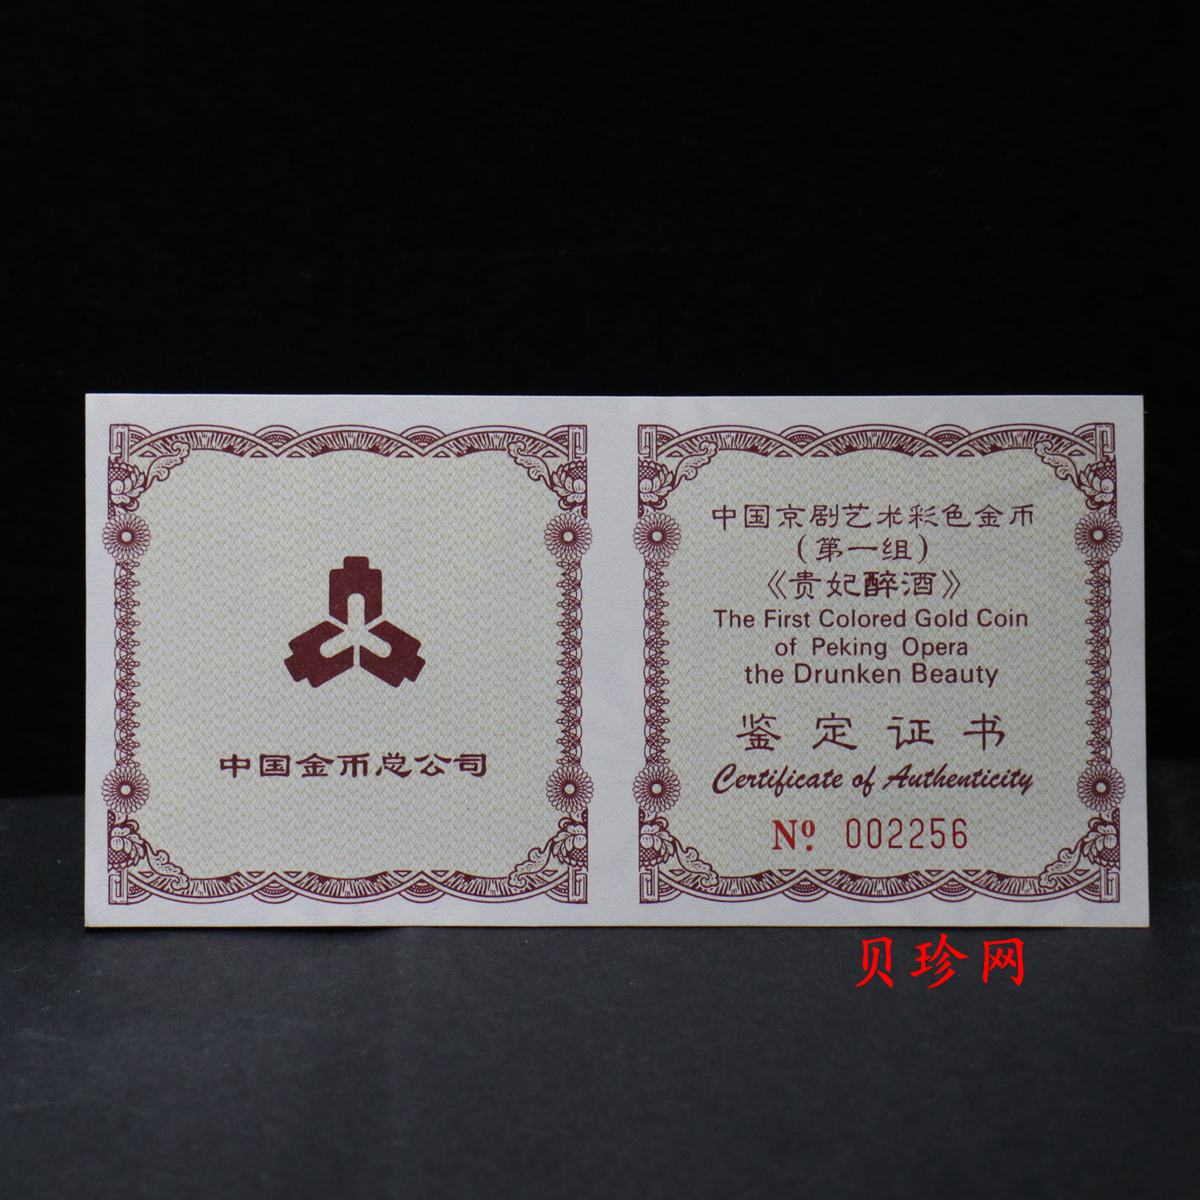 中国金币总公司
中国京剧艺术彩色金币
(第一组)
《贵妃醉酒》
The First Colored Gold Coin
of Peking Opera
the Drunken Beauty
鉴定证书
Certificate of Authenticity
Nº 002256
贝珍网